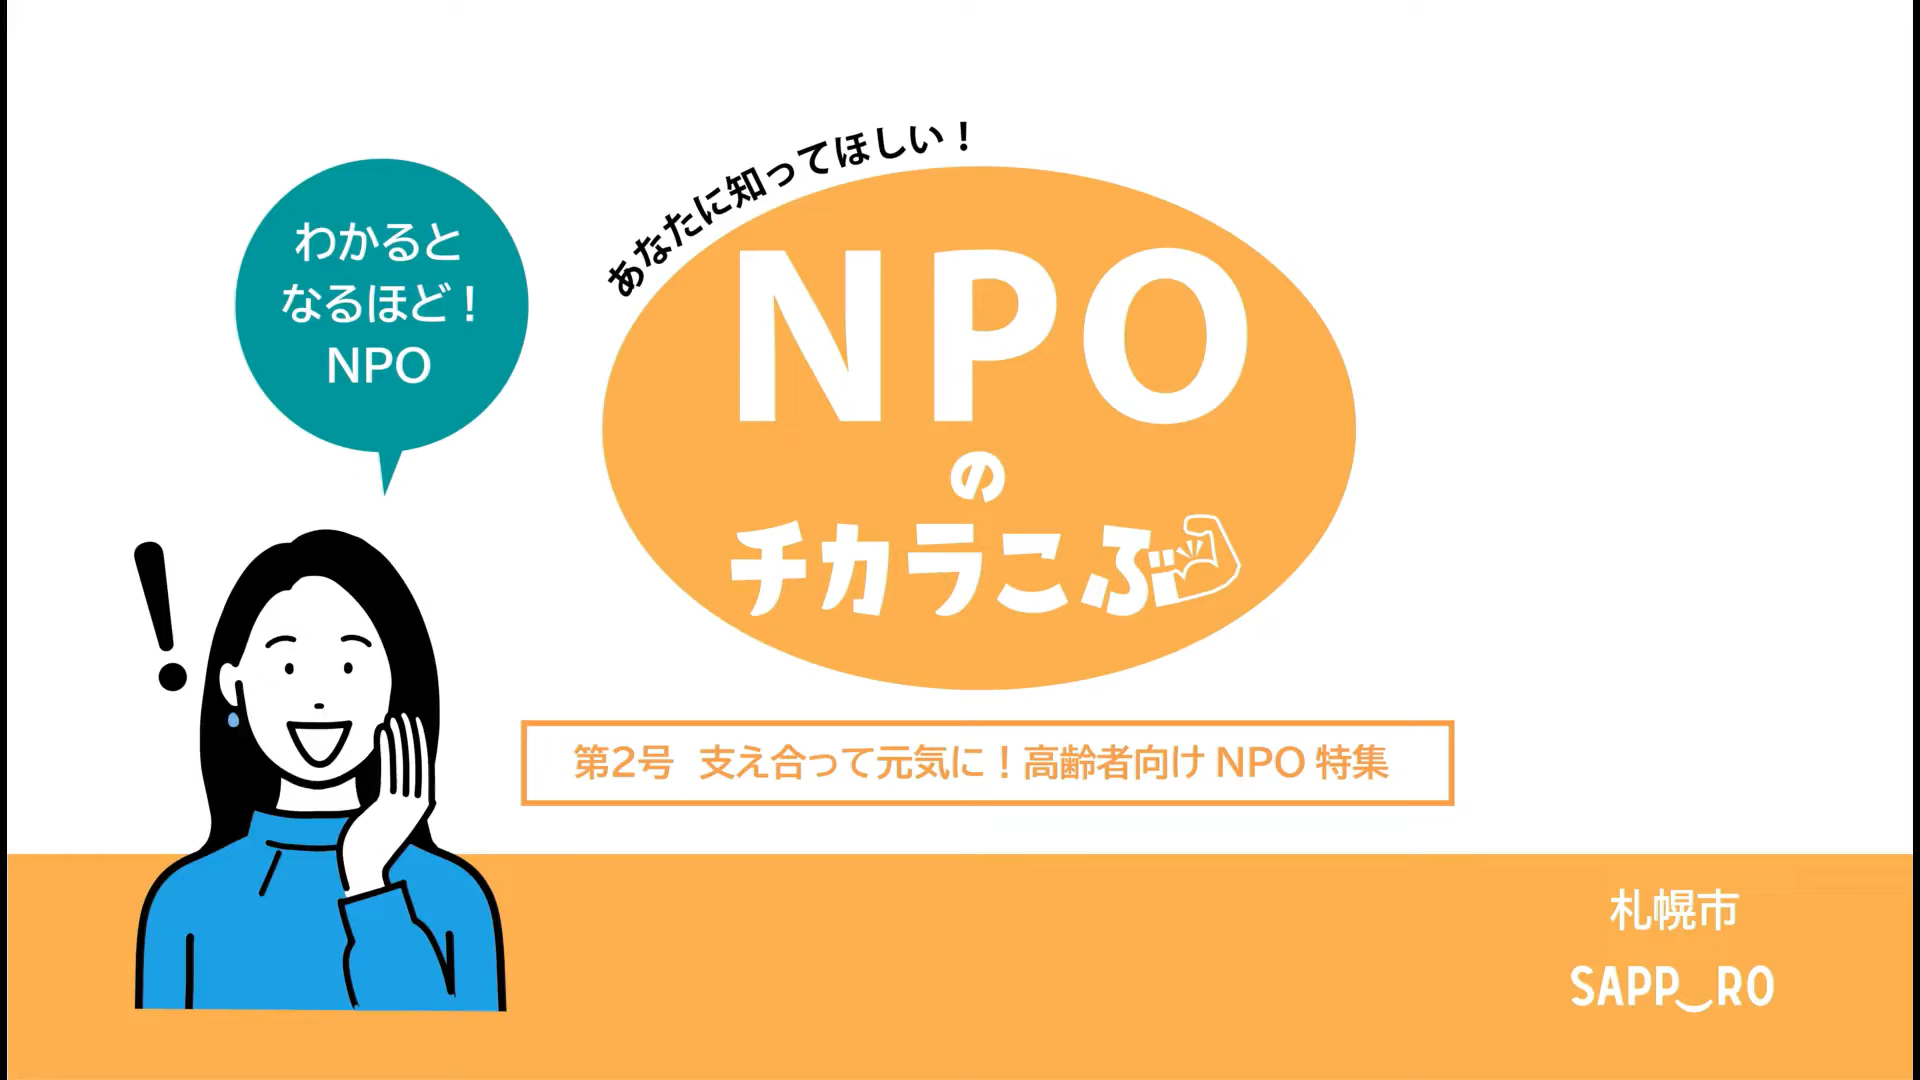 あなたに知ってほしい！
わかると
なるほど！
NPO
NPO
の
チカラこぶ
第2号 支え合って元気に！高齢者向けNPO特集
札幌市
SAPP‿RO